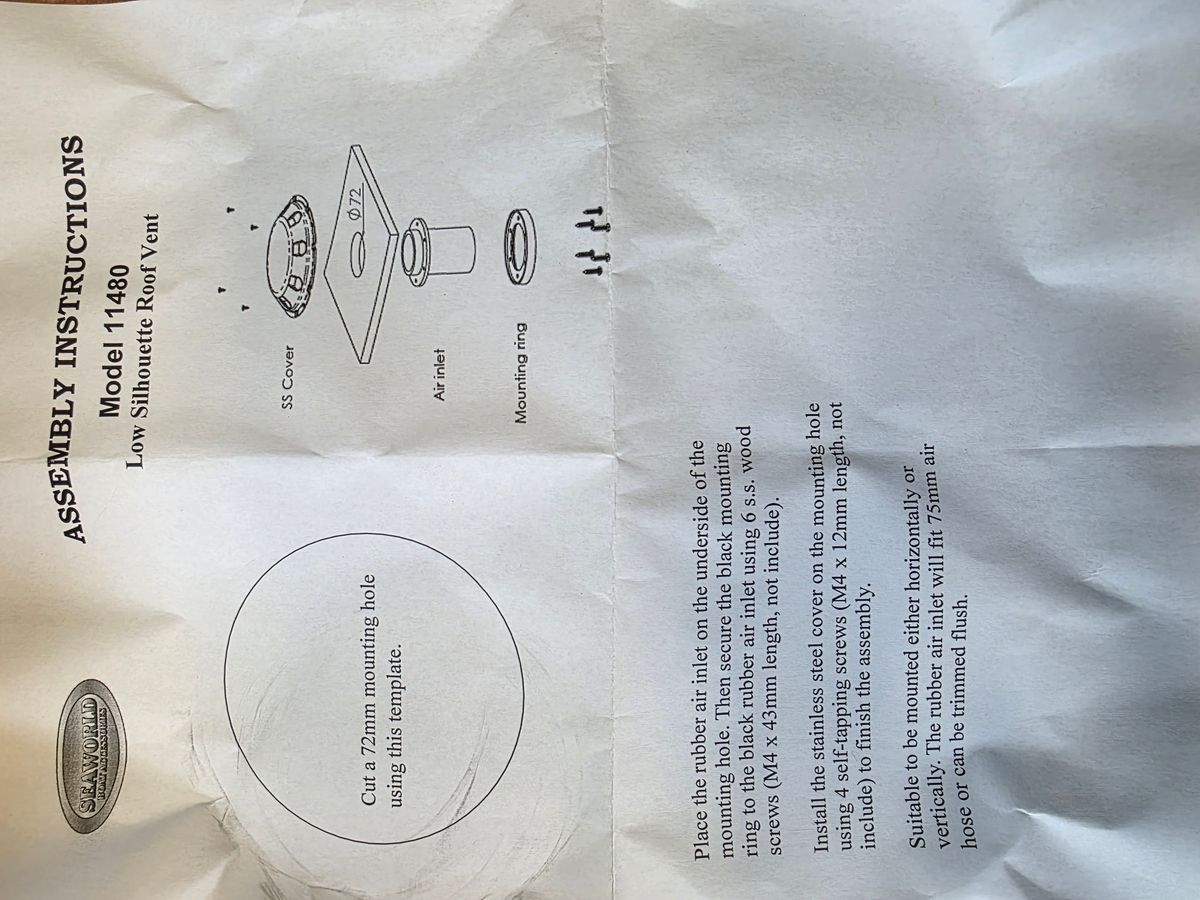 SEAWORLD
BOAT ACCESSORIES
ASSEMBLY INSTRUCTIONS
Model 11480
Low Silhouette Roof Vent
Cut a 72mm mounting hole
using this template.
SS Cover
Ø72
Air inlet
Mounting ring
Place the rubber air inlet on the underside of the
mounting hole. Then secure the black mounting
ring to the black rubber air inlet using 6 s.s. wood
screws (M4 x 43mm length, not include).
Install the stainless steel cover on the mounting hole
using 4 self-tapping screws (M4 x 12mm length, not
include) to finish the assembly.
Suitable to be mounted either horizontally or
vertically. The rubber air inlet will fit 75mm air
hose or can be trimmed flush.